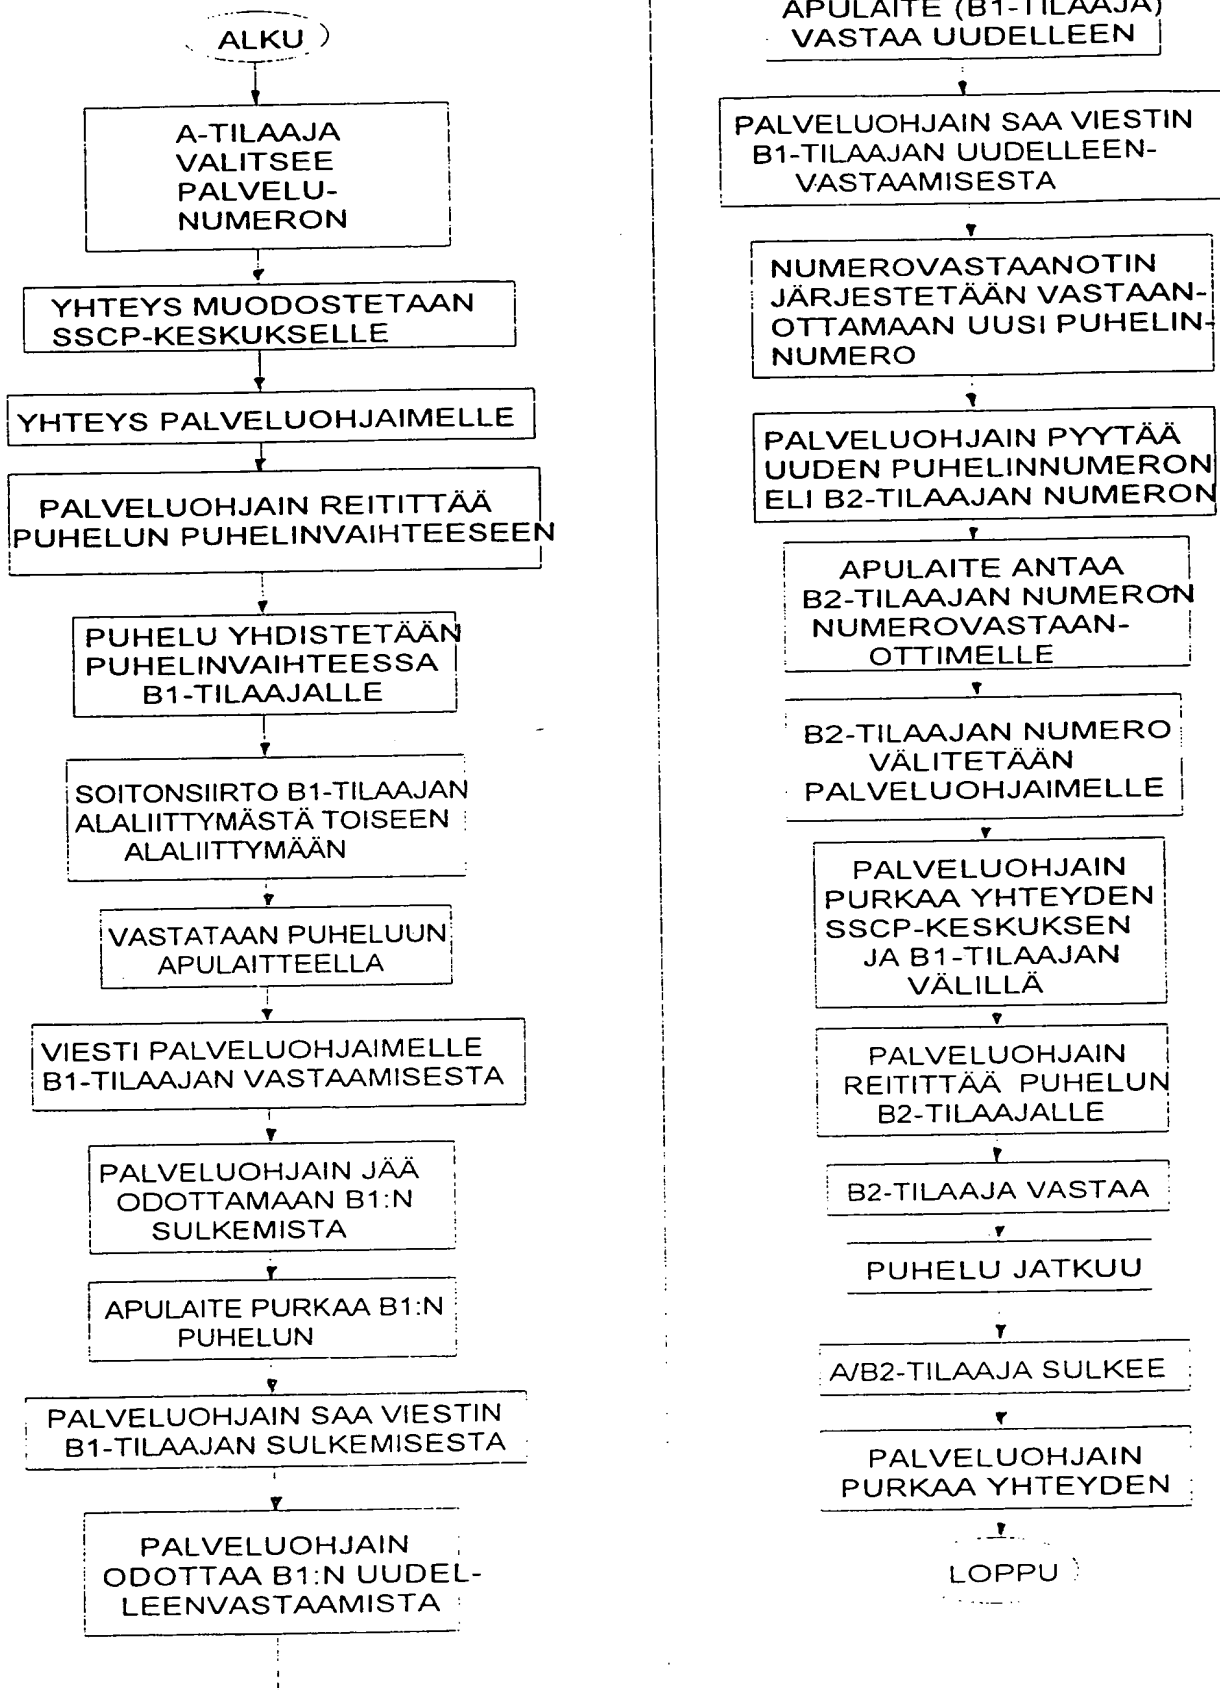 ALKU
A-TILAAJA
VALITSEE
PALVELU-
NUMERON
YHTEYS MUODOSTETAAN
SSCP-KESKUKSELLE
YHTEYS PALVELUOHJAIMELLE
PALVELUOHJAIN REITITTÄÄ
PUHELUN PUHELINVAIHTEESEEN
PUHELU YHDISTETÄÄN
PUHELINVAIHTEESSA
B1-TILAAJALLE
SOITONSIIRTO B1-TILAAJAN
ALALIITTYMÄSTÄ TOISEEN
ALALIITTYMÄÄN
VASTATAAN PUHELUUN
APULAITTEELLA
VIESTI PALVELUOHJAIMELLE
B1-TILAAJAN VASTAAMISESTA
PALVELUOHJAIN JÄÄ
ODOTTAMAAN B1:N
SULKEMISTA
APULAITE PURKAA B1:N
PUHELUN
PALVELUOHJAIN SAA VIESTIN
B1-TILAAJAN SULKEMISESTA
PALVELUOHJAIN
ODOTTAA B1:N UUDEL-
LEENVASTAAMISTA
APULAITE (B1-TILAAJA)
VASTAA UUDELLEEN
PALVELUOHJAIN SAA VIESTIN
B1-TILAAJAN UUDELLEEN-
VASTAAMISESTA
NUMEROVASTAANOTIN
JÄRJESTETÄÄN VASTAAN-
OTTAMAAN UUSI PUHELIN-
NUMERO
PALVELUOHJAIN PYYTÄÄ
UUDEN PUHELINNUMERON
ELI B2-TILAAJAN NUMERON
APULAITE ANTAA
B2-TILAAJAN NUMERON
NUMEROVASTAAN-
OTTIMELLE
B2-TILAAJAN NUMERO
VÄLITETÄÄN
PALVELUOHJAIMELLE
PALVELUOHJAIN
PURKAA YHTEYDEN
SSCP-KESKUKSEN
JA B1-TILAAJAN
VÄLILLÄ
PALVELUOHJAIN
REITITTÄÄ PUHELUN
B2-TILAAJALLE
B2-TILAAJA VASTAA
PUHELU JATKUU
A/B2-TILAAJA SULKEE
PALVELUOHJAIN
PURKAA YHTEYDEN
LOPPU